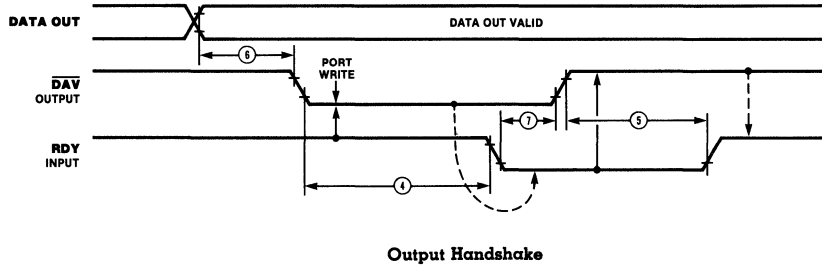 DATA OUT
DATA OUT VALID
6
PORT
WRITE
DAV
OUTPUT
7
5
RDY
INPUT
4
Output Handshake